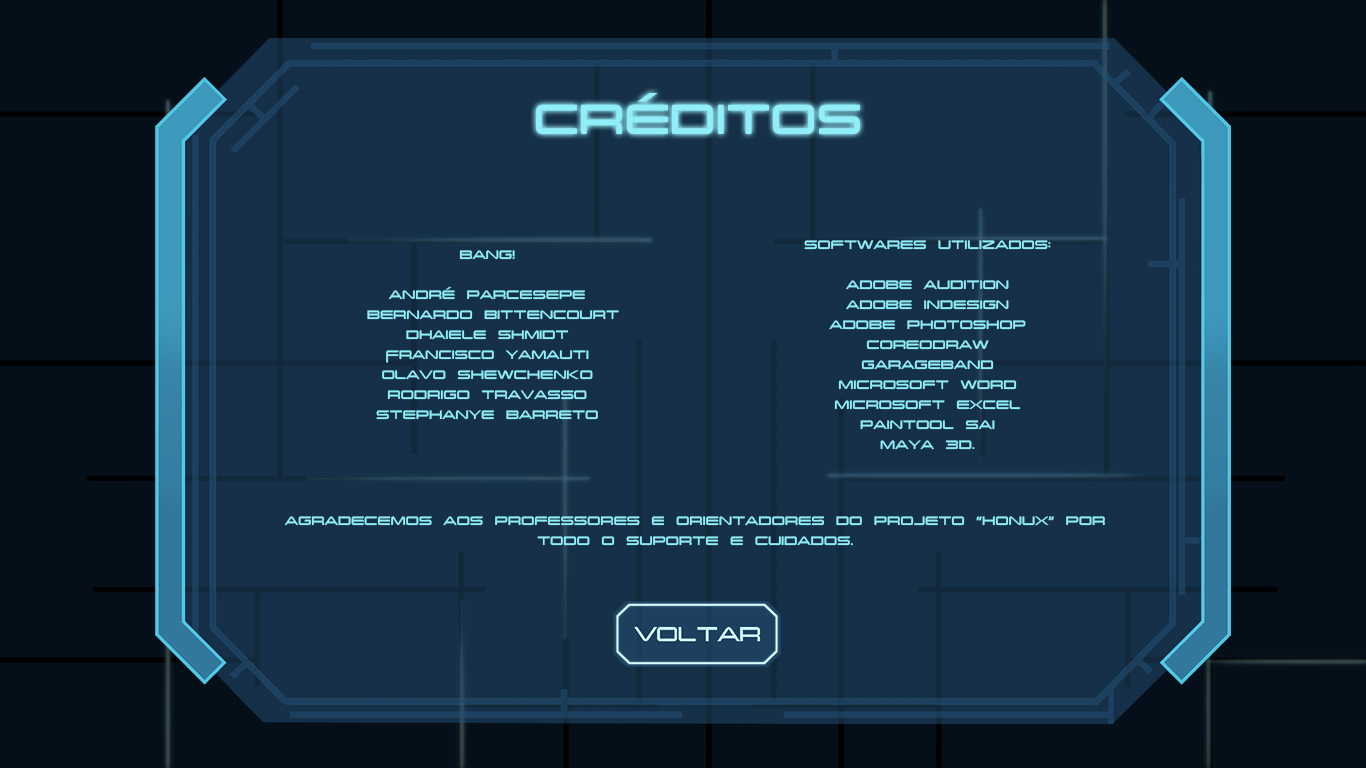 CRÉDITOS
BANG!
ANDRÉ PARCESEPE
BERNARDO BITTENCOURT
DHAIELE SHMIDT
FRANCISCO YAMAUTI
OLAVO SHEWCHENKO
RODRIGO TRAVASSO
STEPHANYE BARRETO
SOFTWARES UTILIZADOS:
ADOBE AUDITION
ADOBE INDESIGN
ADOBE PHOTOSHOP
COREODRAW
GARAGEBAND
MICROSOFT WORD
MICROSOFT EXCEL
PAINTOOL SAI
MAYA 3D.
AGRADECEMOS AOS PROFESSORES E ORIENTADORES DO PROJETO "HONUX" POR
TODO O SUPORTE E CUIDADOS.
VOLTAR